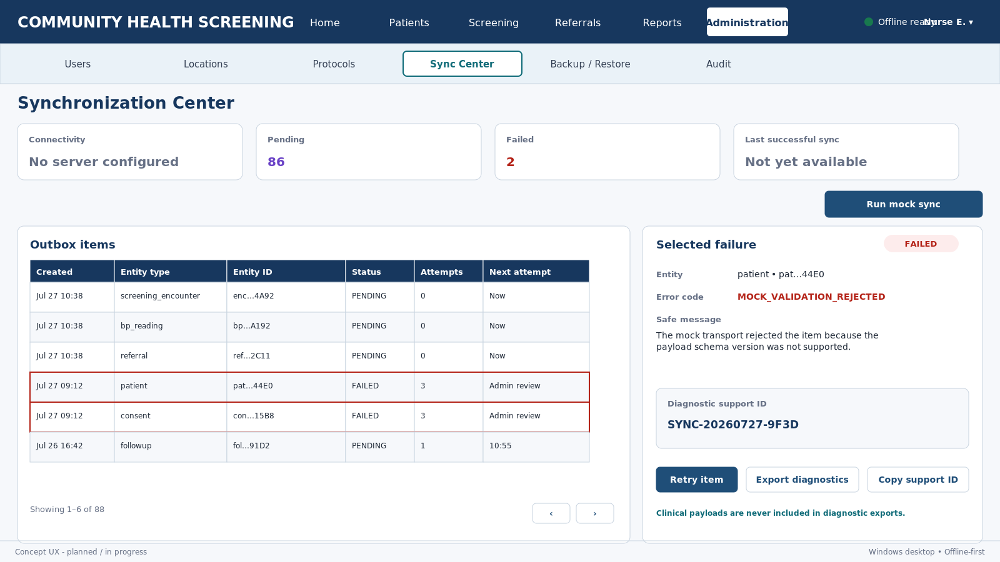 COMMUNITY HEALTH SCREENING Home Patients Screening Referrals Reports Administration Offline ready Nurse E. ▾
Users Locations Protocols Sync Center Backup / Restore Audit
Synchronization Center
Connectivity Pending Failed Last successful sync
No server configured 86 2 Not yet available
Run mock sync
Outbox items
Created Entity type Entity ID Status Attempts Next attempt
Jul 27 10:38 screening_encounter enc...4A92 PENDING 0 Now
Jul 27 10:38 bp_reading bp...A192 PENDING 0 Now
Jul 27 10:38 referral ref...2C11 PENDING 0 Now
Jul 27 09:12 patient pat...44E0 FAILED 3 Admin review
Jul 27 09:12 consent con...15B8 FAILED 3 Admin review
Jul 26 16:42 followup fol...91D2 PENDING 1 10:55
Showing 1–6 of 88 ‹ ›
Selected failure FAILED
Entity patient • pat...44E0
Error code MOCK_VALIDATION_REJECTED
Safe message
The mock transport rejected the item because the
payload schema version was not supported.
Diagnostic support ID
SYNC-20260727-9F3D
Retry item Export diagnostics Copy support ID
Clinical payloads are never included in diagnostic exports.
Concept UX - planned / in progress Windows desktop • Offline-first